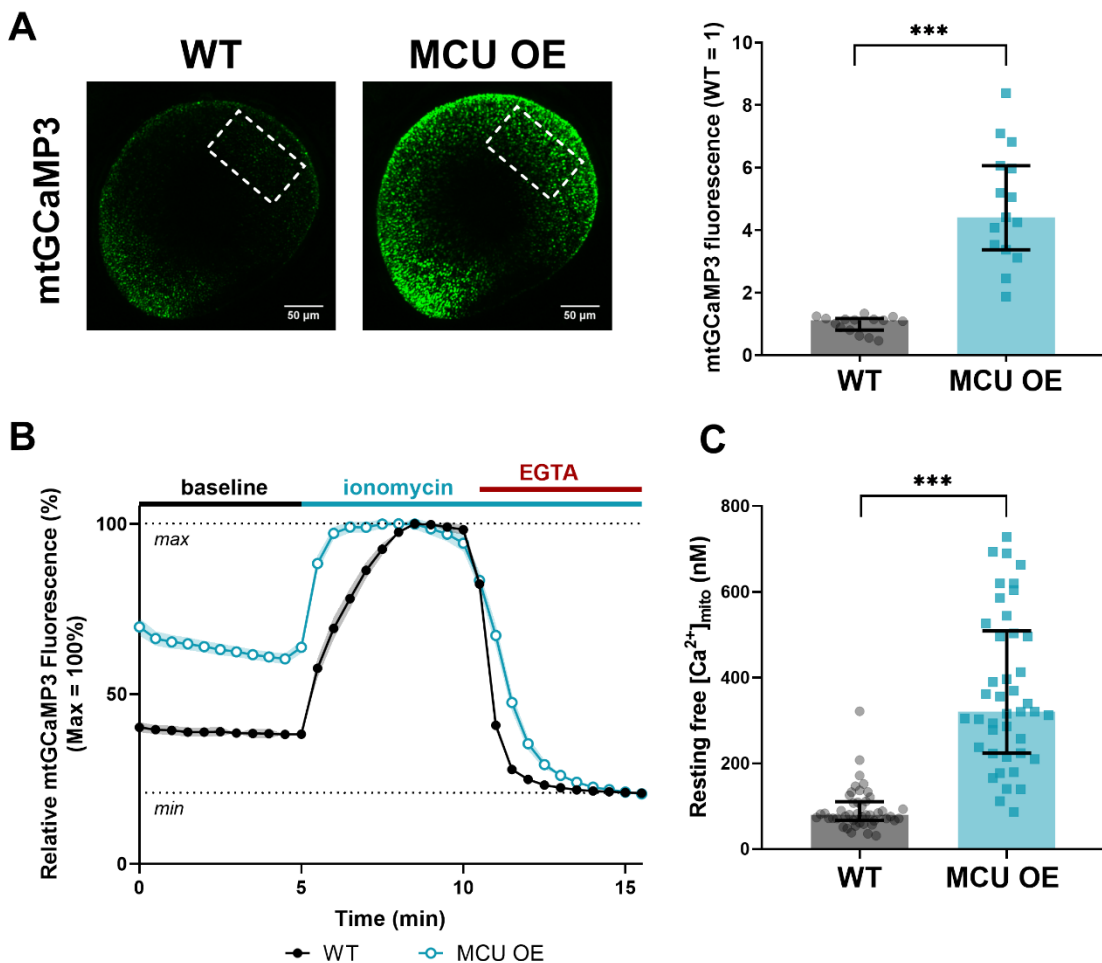 A
WT
MCU OE
mtGCaMP3
50 µm
50 µm
mtGCaMP3 fluorescence (WT = 1)
10
8
6
4
2
0
***
WT
MCU OE
B
Relative mtGCaMP3 Fluorescence (%)
(Max = 100%)
EGTA
baseline
ionomycin
100
50
0
max
min
0
5
10
15
Time (min)
WT
MCU OE
C
Resting free [Ca²⁺]mito (nM)
800
600
400
200
0
***
WT
MCU OE